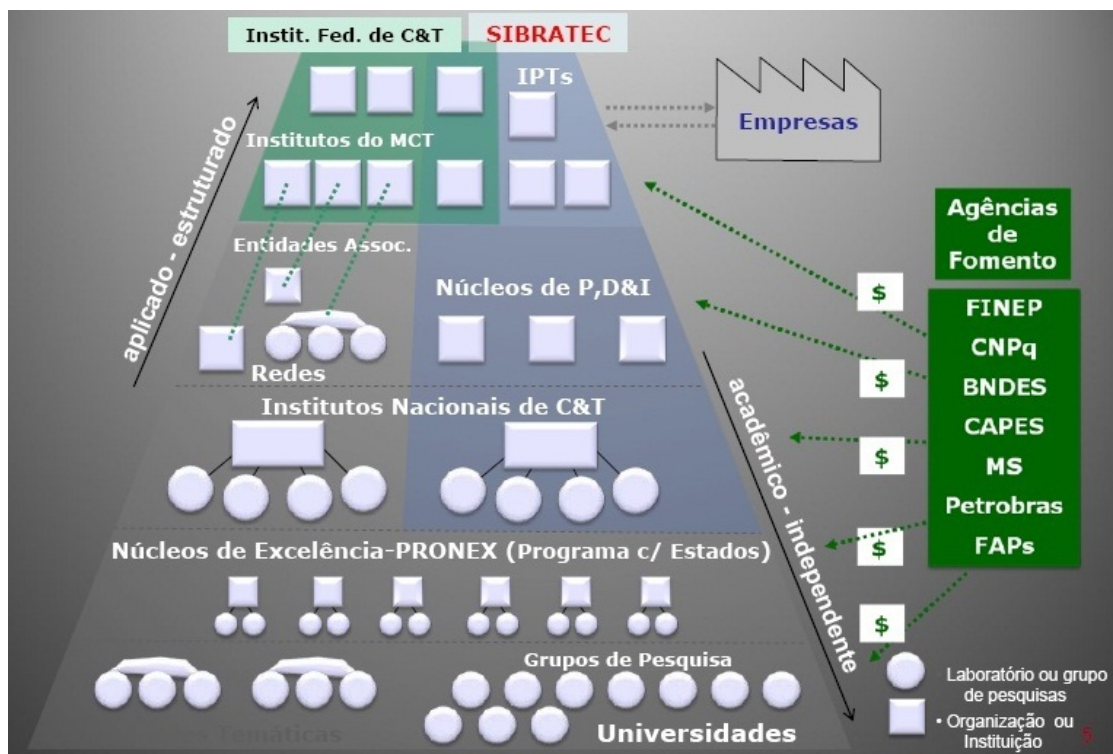 Instit. Fed. de C&T
SIBRATEC
IPTs
Institutos do MCT
Empresas
aplicado - estruturado
Entidades Assoc.
Núcleos de P,D&I
Redes
Institutos Nacionais de C&T
acadêmico - independente
Núcleos de Excelência-PRONEX (Programa c/ Estados)
Grupos de Pesquisa
Temáticas
Universidades
Agências
de
Fomento
FINEP
CNPq
BNDES
CAPES
MS
Petrobras
FAPs
$
$
$
$
$
Laboratório ou grupo
de pesquisas
• Organização ou
Instituição
5